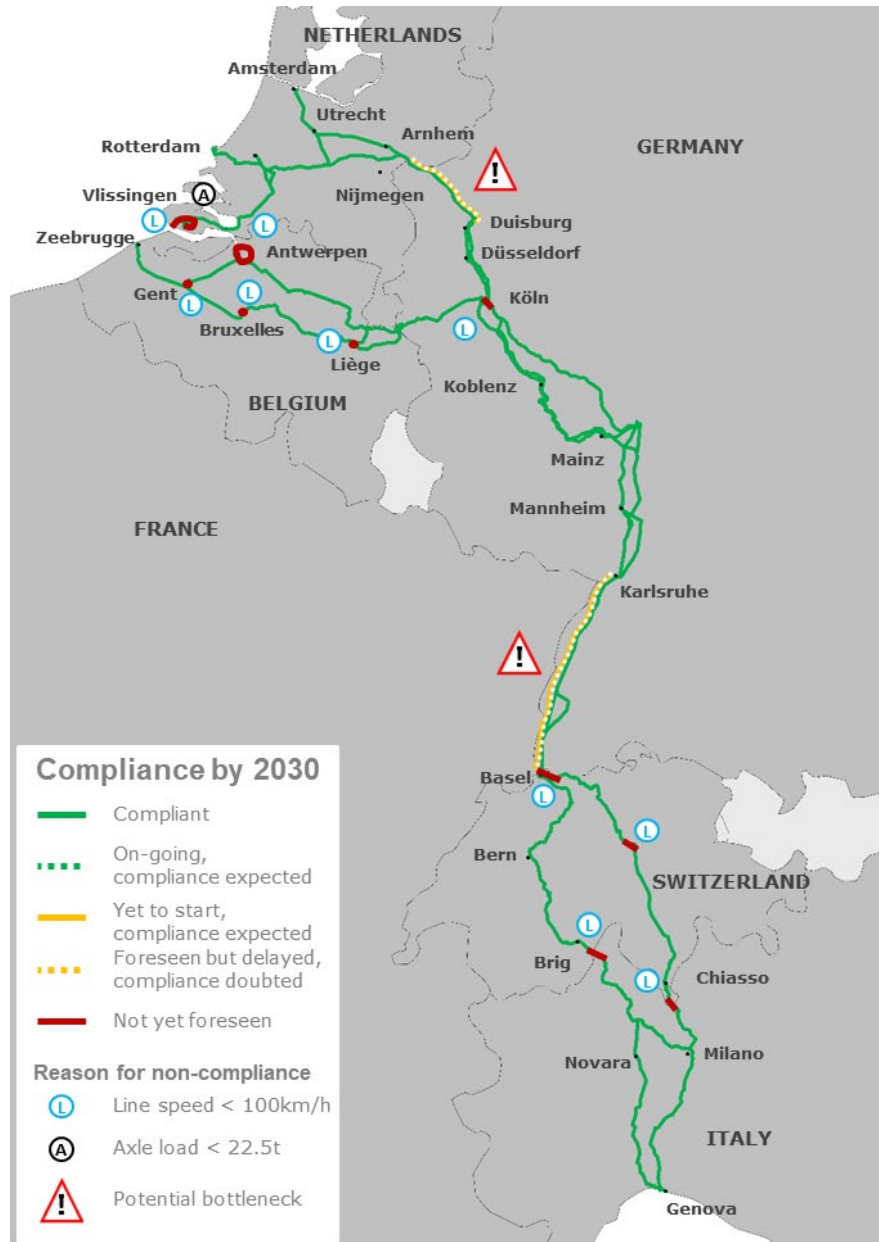 NETHERLANDS
Amsterdam
Utrecht
Arnhem
Rotterdam
GERMANY
Vlissingen
A
Nijmegen
!
L
L
Duisburg
Zeebrugge
Antwerpen
Düsseldorf
Gent
L
L
Köln
Bruxelles
L
L
Liège
Koblenz
BELGIUM
Mainz
Mannheim
FRANCE
Karlsruhe
!
Basel
L
L
Bern
SWITZERLAND
L
Brig
L
Chiasso
Novara
Milano
ITALY
Genova
Compliance by 2030
Compliant
On-going,
compliance expected
Yet to start,
compliance expected
Foreseen but delayed,
compliance doubted
Not yet foreseen
Reason for non-compliance
L Line speed < 100km/h
A Axle load < 22.5t
! Potential bottleneck